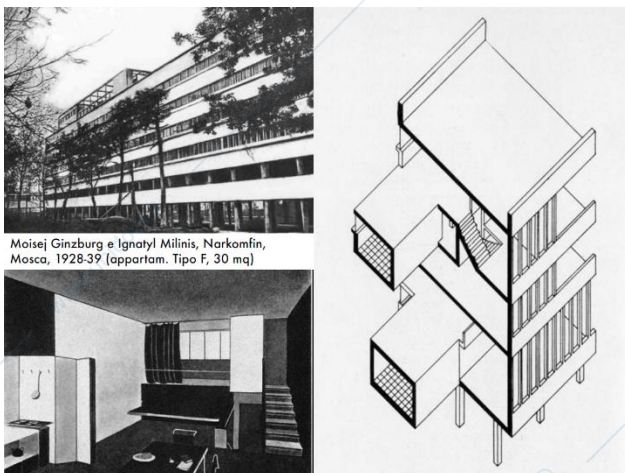 Moisej Ginzburg e Ignatyl Milinis, Narkomfin,
Mosca, 1928-39 (appartam. Tipo F, 30 mq)